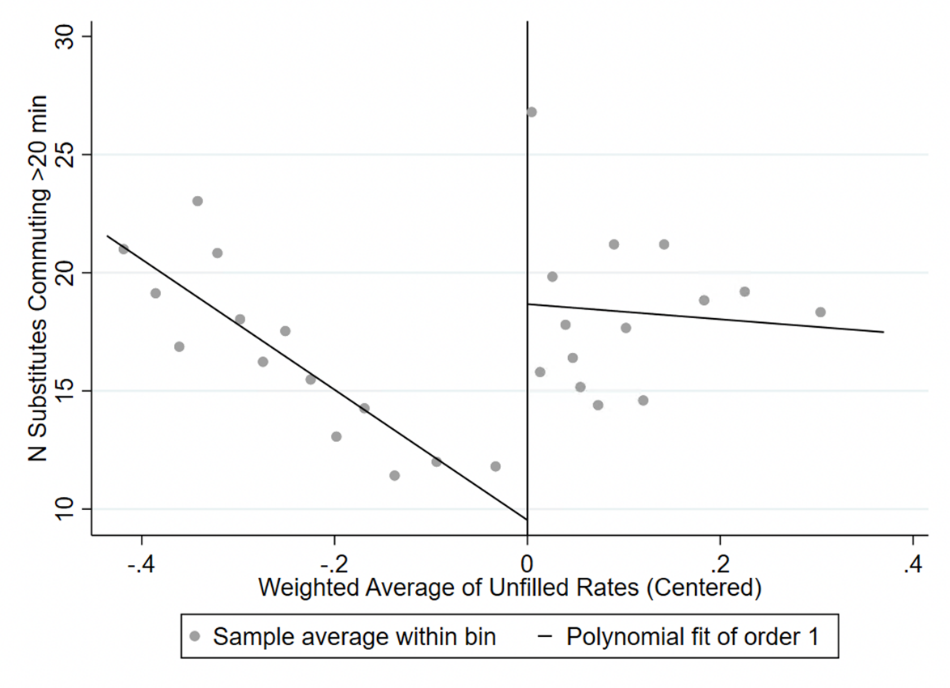 N Substitutes Commuting >20 min
30
25
20
15
10
-.4
-.2
0
.2
.4
Weighted Average of Unfilled Rates (Centered)
Sample average within bin
Polynomial fit of order 1